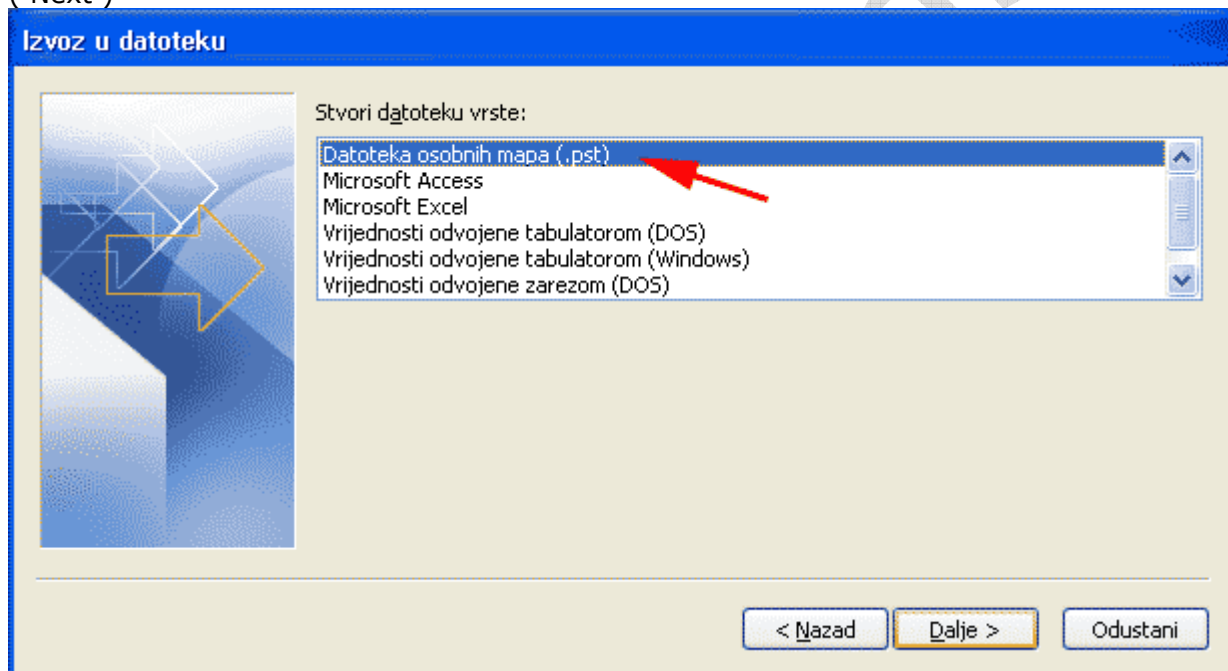 ("Next")
Izvoz u datoteku
Stvori datoteku vrste:
Datoteka osobnih mapa (.pst)
Microsoft Access
Microsoft Excel
Vrijednosti odvojene tabulatorom (DOS)
Vrijednosti odvojene tabulatorom (Windows)
Vrijednosti odvojene zarezom (DOS)
< Nazad Dalje > Odustani